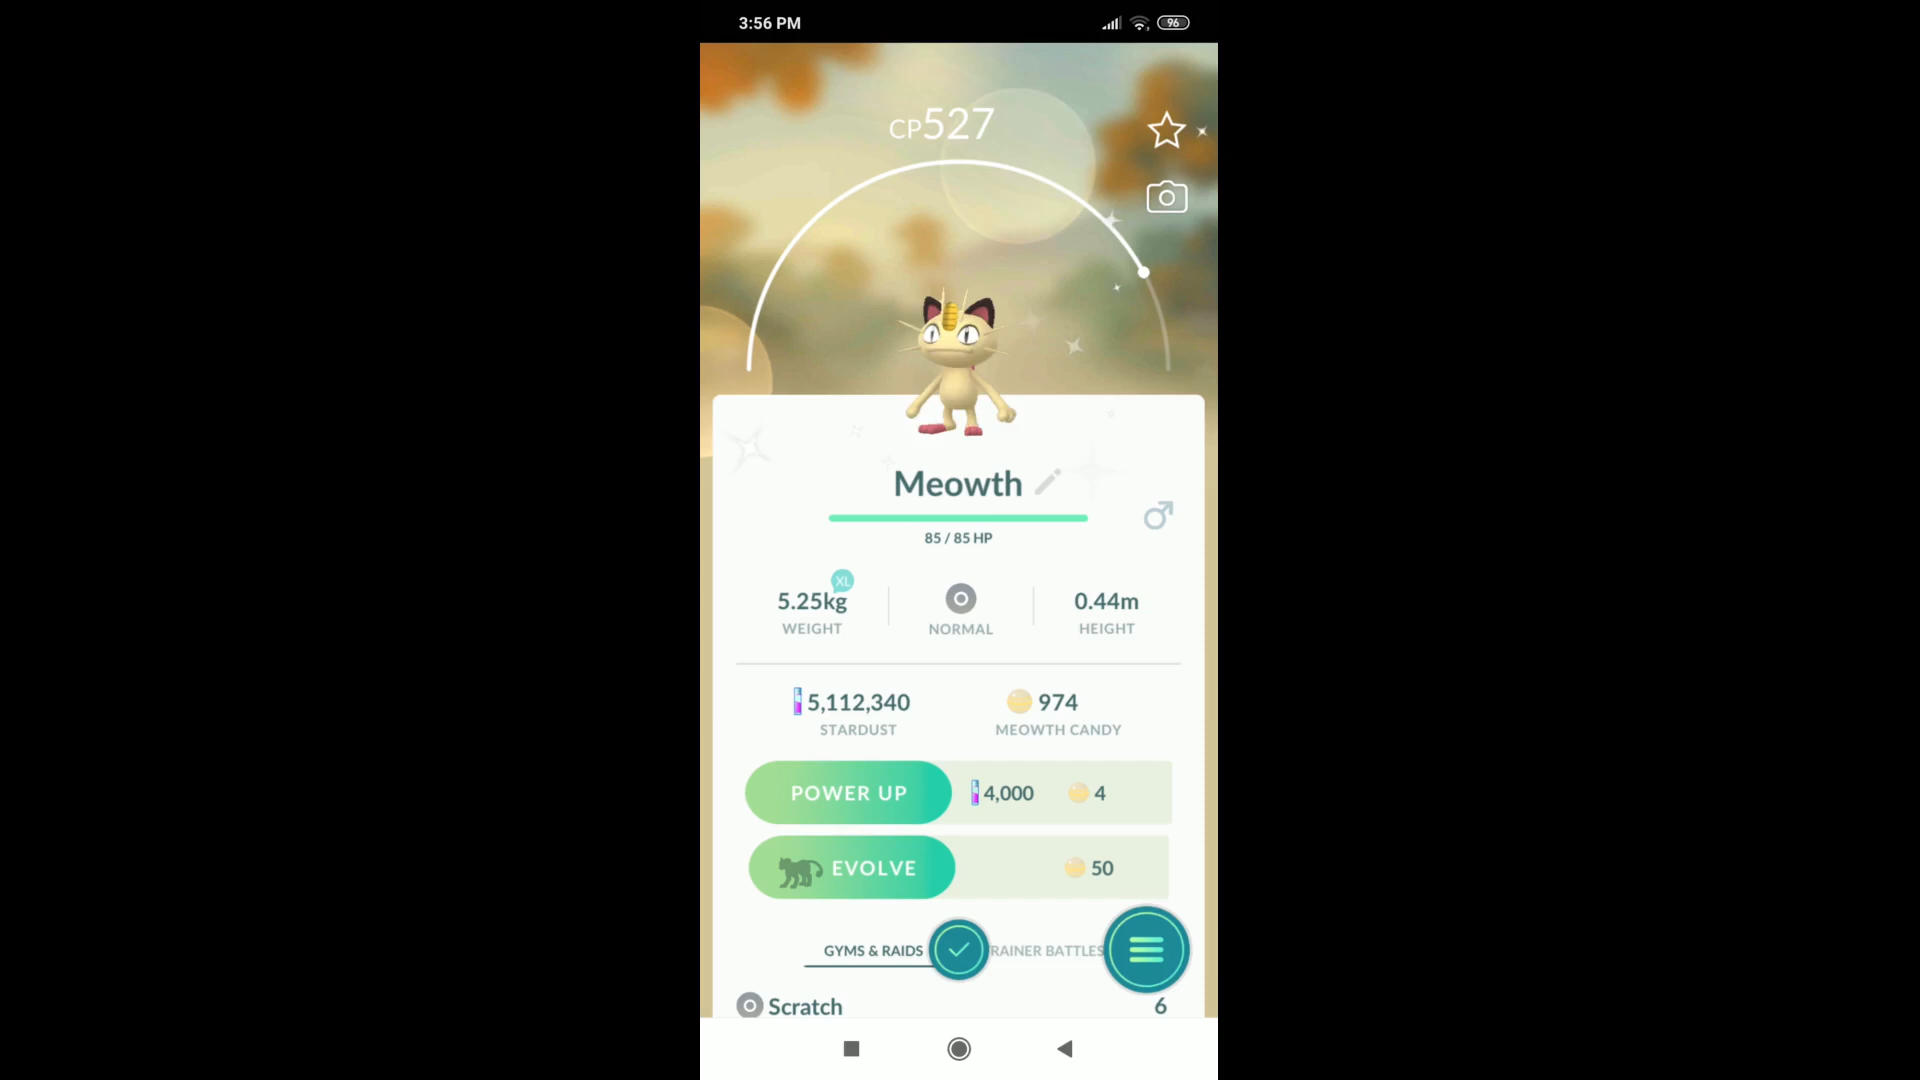 3:56 PM
96
CP527
Meowth
85 / 85 HP
XL
5.25kg
0.44m
WEIGHT
NORMAL
HEIGHT
5,112,340
974
STARDUST
MEOWTH CANDY
POWER UP
4,000
4
EVOLVE
50
GYMS & RAIDS
RAINER BATTLES
Scratch
6